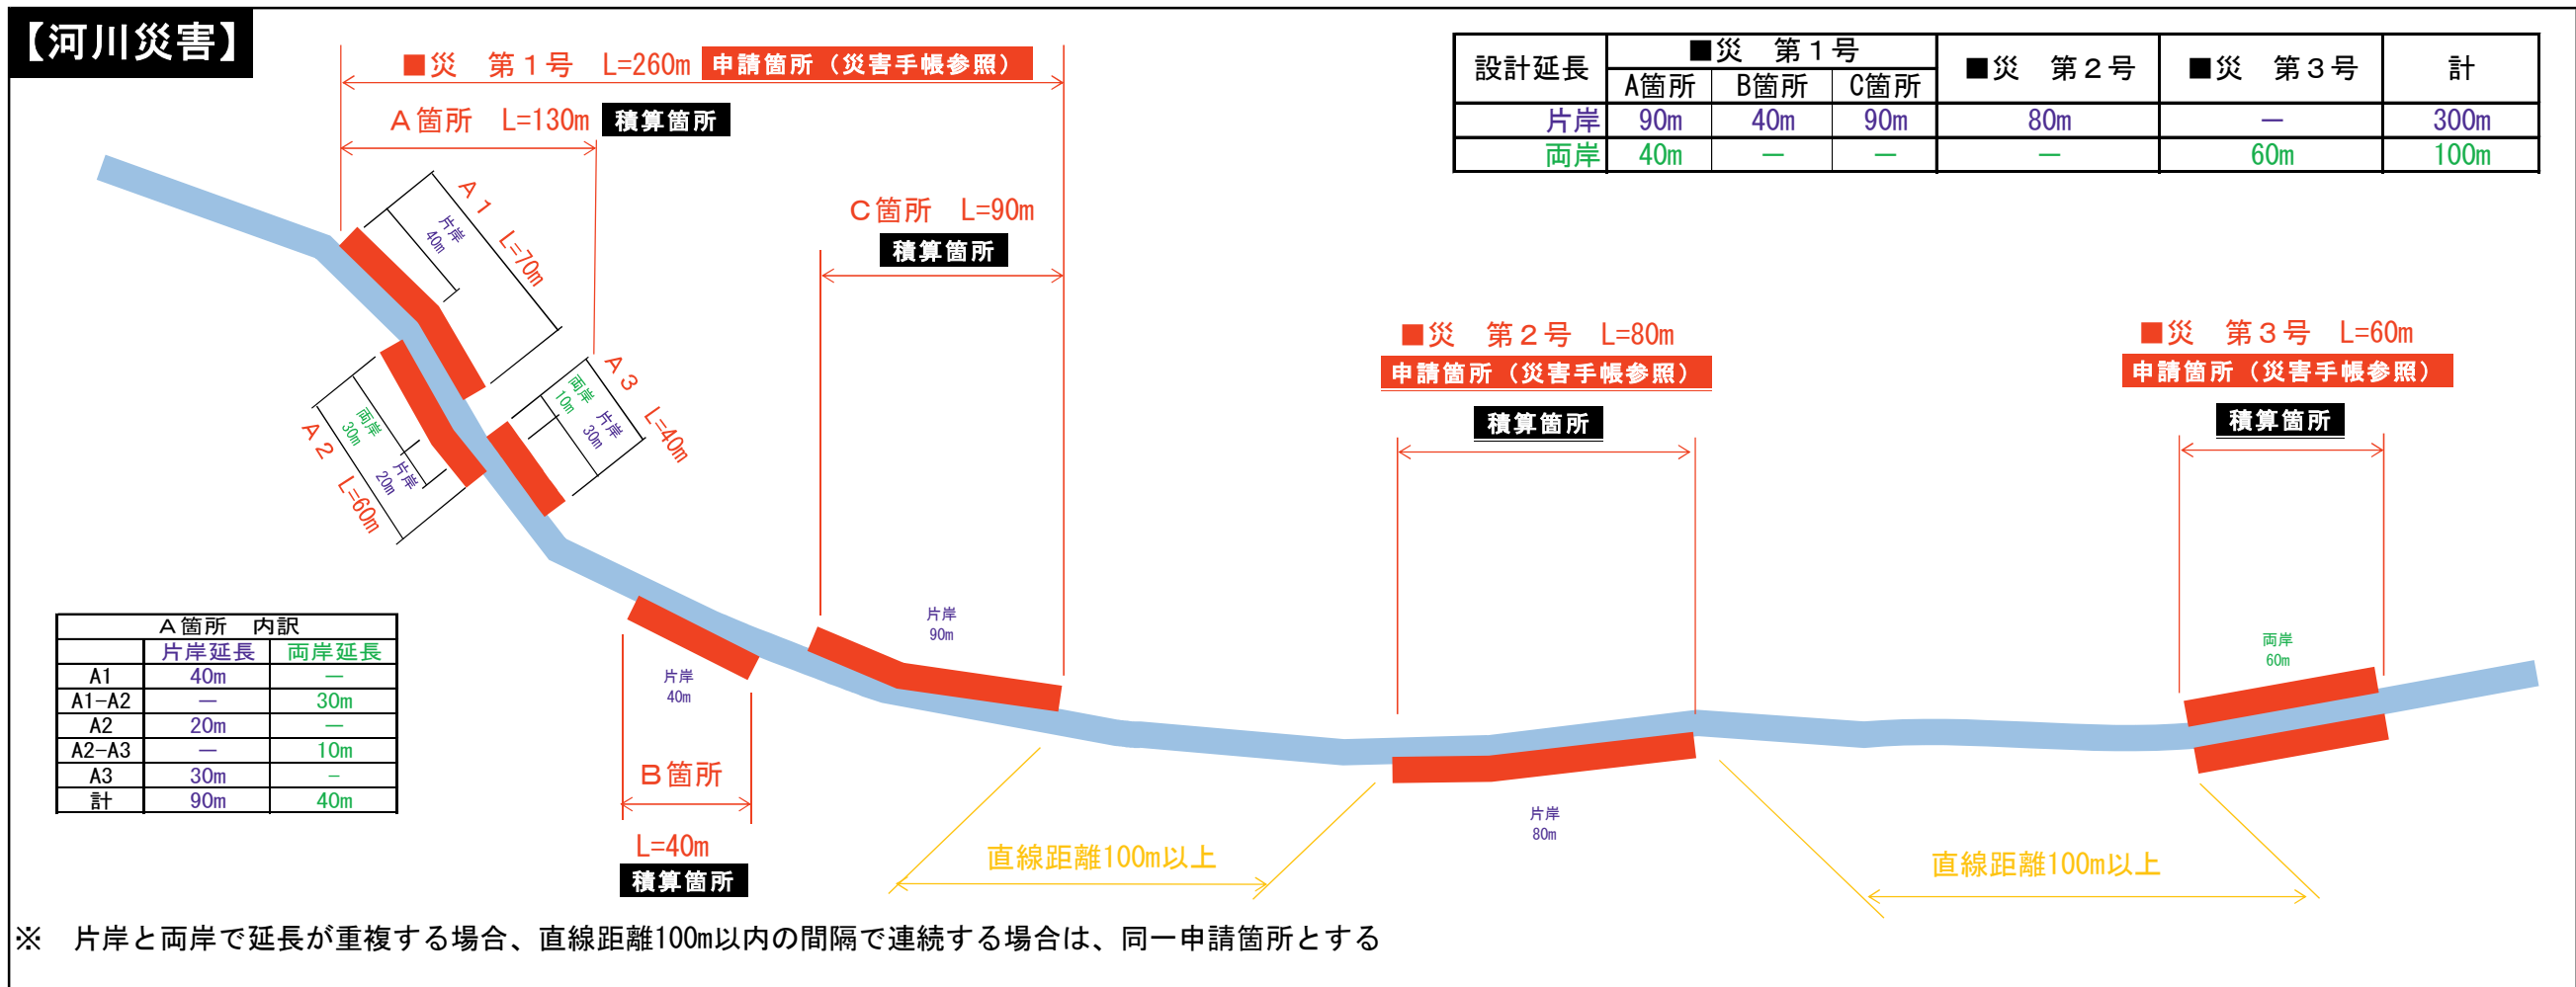 【河川災害】
■災　第１号　L=260m 申請箇所（災害手帳参照）
Ａ箇所　L=130m 積算箇所
設計延長 ■災　第１号 ■災　第２号 ■災　第３号 計
A箇所 B箇所 C箇所
片岸 90m 40m 90m 80m － 300m
両岸 40m － － － 60m 100m
Ａ１ L=70m
片岸
40m
Ｃ箇所　L=90m
積算箇所
Ａ３ L=40m
両岸
10m
片岸
30m
Ａ２ L=60m
両岸
30m
片岸
20m
■災　第２号　L=80m
申請箇所（災害手帳参照）
積算箇所
■災　第３号　L=60m
申請箇所（災害手帳参照）
積算箇所
Ａ箇所　内訳
片岸延長 両岸延長
A1 40m －
A1-A2 － 30m
A2 20m －
A2-A3 － 10m
A3 30m -
計 90m 40m
片岸
40m
Ｂ箇所
L=40m
積算箇所
片岸
90m
直線距離100m以上
片岸
80m
両岸
60m
直線距離100m以上
※　片岸と両岸で延長が重複する場合、直線距離100m以内の間隔で連続する場合は、同一申請箇所とする